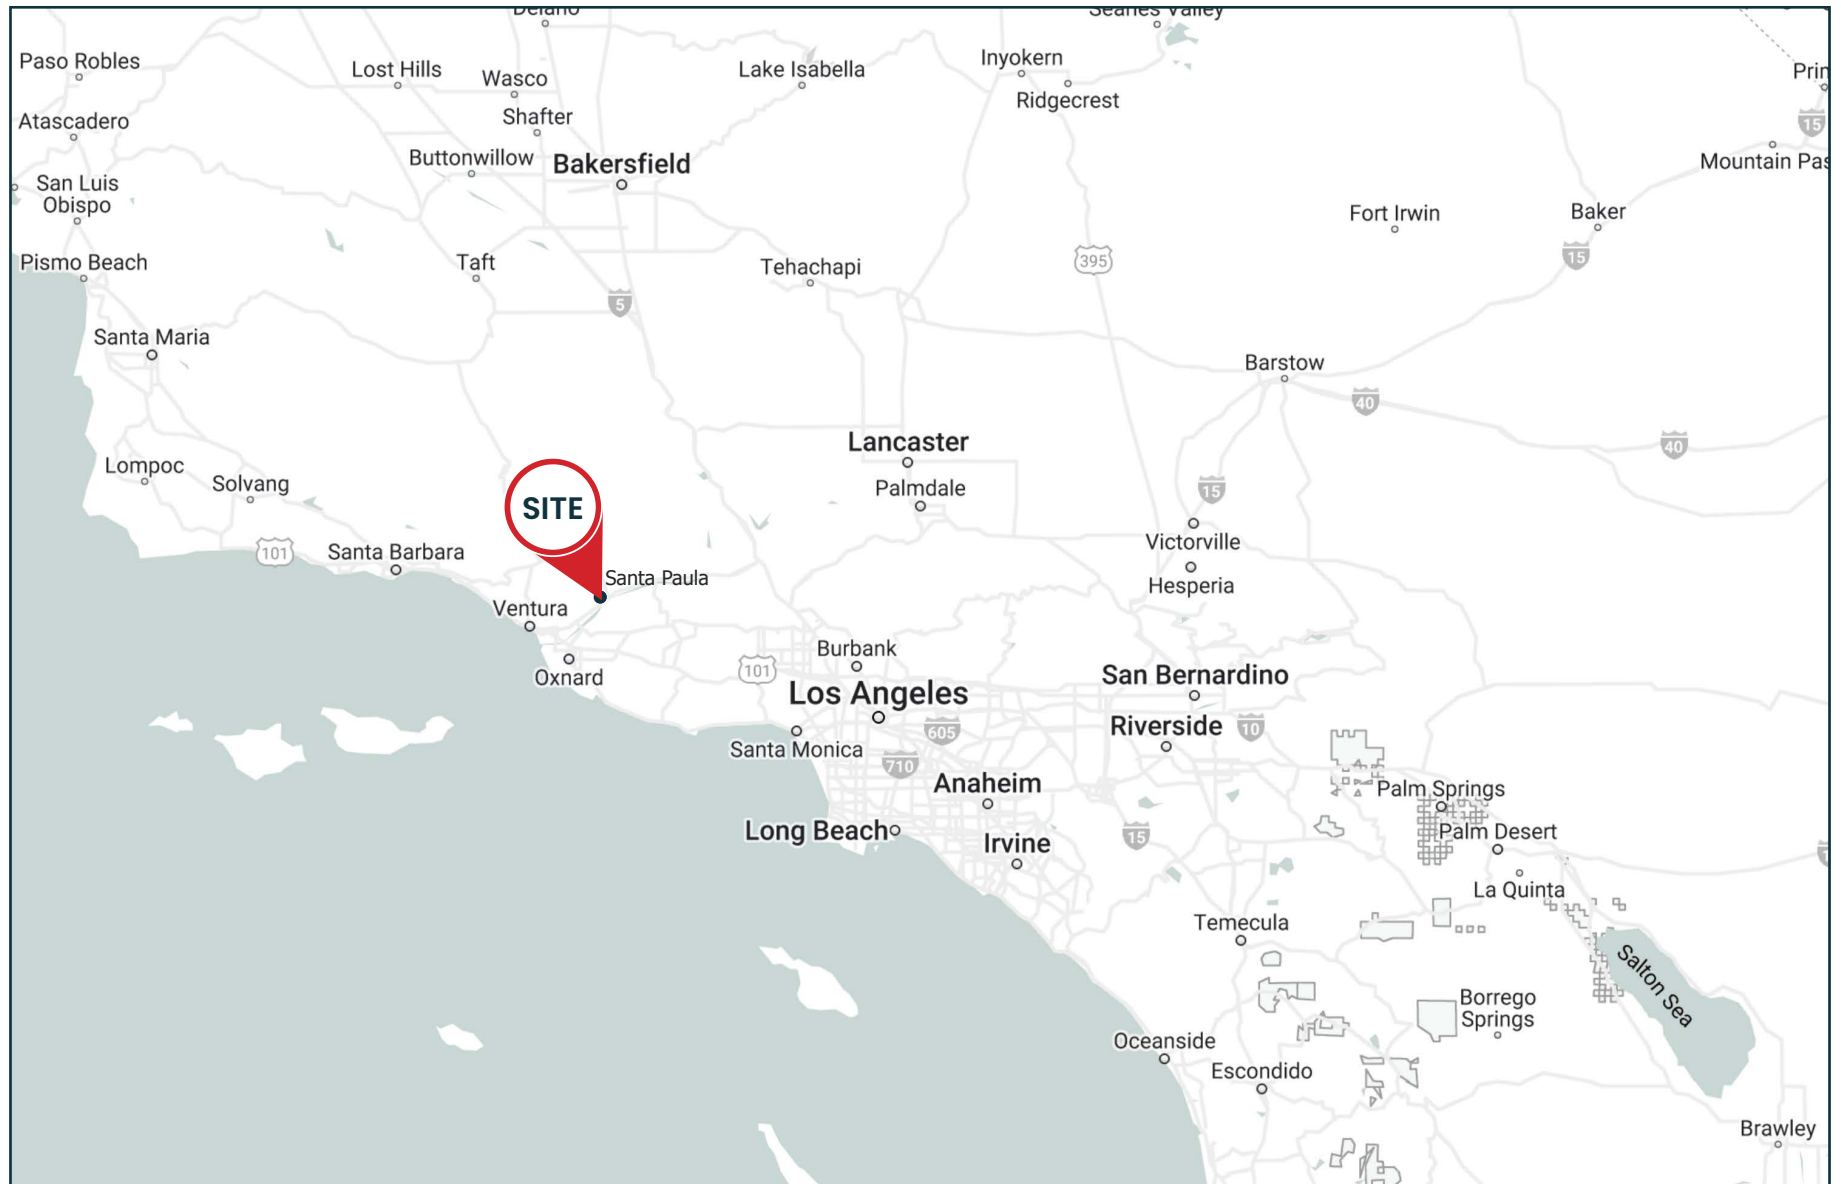 Delano
Searles Valley
Paso Robles
Lost Hills
Wasco
Lake Isabella
Inyokern
Ridgecrest
Prin
15
Atascadero
Shafter
Buttonwillow
Bakersfield
Mountain Pas
San Luis
Obispo
Fort Irwin
Baker
15
Pismo Beach
Taft
Tehachapi
395
5
Santa Maria
Barstow
40
40
Lancaster
Lompoc
Solvang
Palmdale
15
SITE
101
Santa Barbara
Victorville
Santa Paula
Hesperia
Ventura
Burbank
101
Oxnard
Los Angeles
San Bernardino
605
Riverside
10
Santa Monica
710
Anaheim
Palm Springs
Long Beach
Irvine
15
Palm Desert
La Quinta
Temecula
Salton Sea
Borrego
Springs
Oceanside
Escondido
Brawley